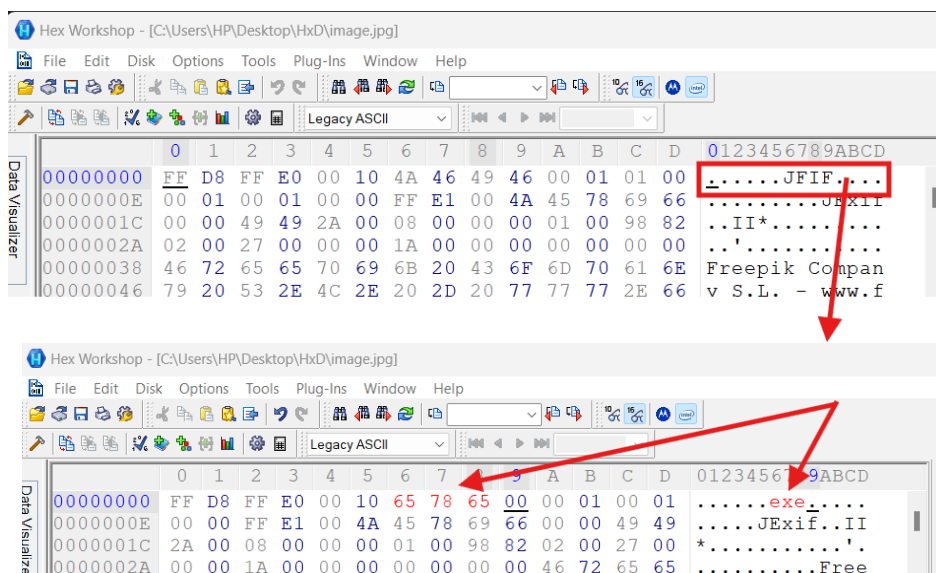 Hex Workshop - [C:\Users\HP\Desktop\HxD\image.jpg]
File Edit Disk Options Tools Plug-Ins Window Help
Legacy ASCII
0 1 2 3 4 5 6 7 8 9 A B C D 0123456789ABCD
Data Visualizer
00000000 FF D8 FF E0 00 10 4A 46 49 46 00 01 01 00 ......JFIF....
0000000E 00 01 00 01 00 00 FF E1 00 4A 45 78 69 66 .........JExif
0000001C 00 00 49 49 2A 00 08 00 00 00 01 00 98 82 ..II*.........
0000002A 02 00 27 00 00 00 1A 00 00 00 00 00 00 00 ..'...........
00000038 46 72 65 65 70 69 6B 20 43 6F 6D 70 61 6E Freepik Compan
00000046 79 20 53 2E 4C 2E 20 2D 20 77 77 77 2E 66 y S.L. - www.f
Hex Workshop - [C:\Users\HP\Desktop\HxD\image.jpg]
File Edit Disk Options Tools Plug-Ins Window Help
Legacy ASCII
0 1 2 3 4 5 6 7 8 9 A B C D 0123456789ABCD
Data Visualize
00000000 FF D8 FF E0 00 10 65 78 65 00 00 01 00 01 ......exe.....
0000000E 00 00 FF E1 00 4A 45 78 69 66 00 00 49 49 .....JExif..II
0000001C 2A 00 08 00 00 00 01 00 98 82 02 00 27 00 *...........'.
0000002A 00 00 1A 00 00 00 00 00 00 00 46 72 65 65 ..........Free